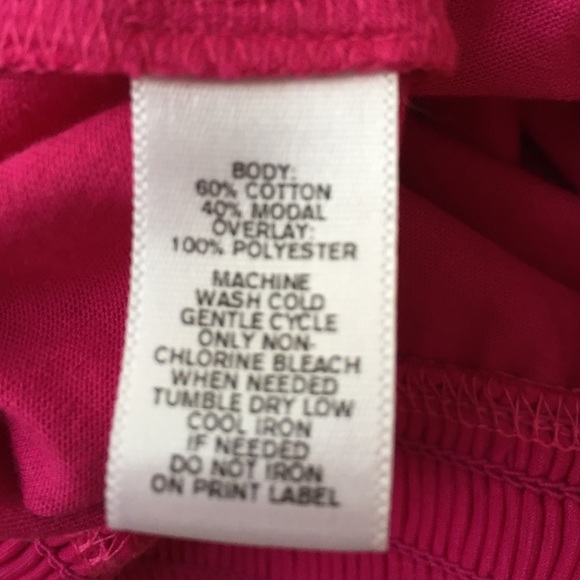 BODY:
60% COTTON
40% MODAL
OVERLAY:
100% POLYESTER
MACHINE
WASH COLD
GENTLE CYCLE
ONLY NON-
CHLORINE BLEACH
WHEN NEEDED
TUMBLE DRY LOW
COOL IRON
IF NEEDED
DO NOT IRON
ON PRINT LABEL